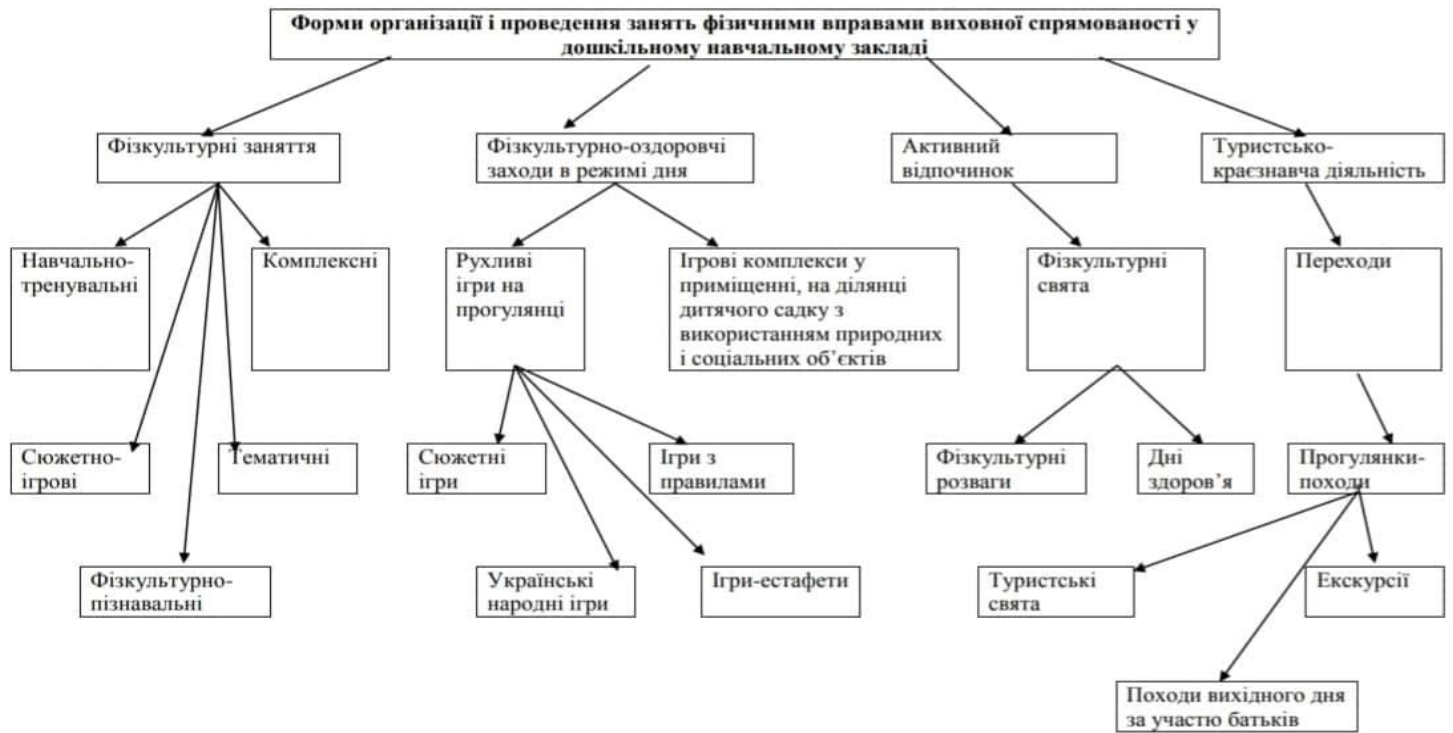 Форми організації і проведення занять фізичними вправами виховної спрямованості у
дошкільному навчальному закладі
Фізкультурні заняття
Фізкультурно-оздоровчі
заходи в режимі дня
Активний
відпочинок
Туристсько-
краєзнавча діяльність
Навчально-
тренувальні
Комплексні
Рухливі
ігри на
прогулянці
Ігрові комплекси у
приміщенні, на ділянці
дитячого садку з
використанням природних
і соціальних об’єктів
Фізкультурні
свята
Переходи
Сюжетно-
ігрові
Тематичні
Сюжетні
ігри
Ігри з
правилами
Фізкультурні
розваги
Дні
здоров’я
Прогулянки-
походи
Фізкультурно-
пізнавальні
Українські
народні ігри
Ігри-естафети
Туристські
свята
Екскурсії
Походи вихідного дня
за участю батьків